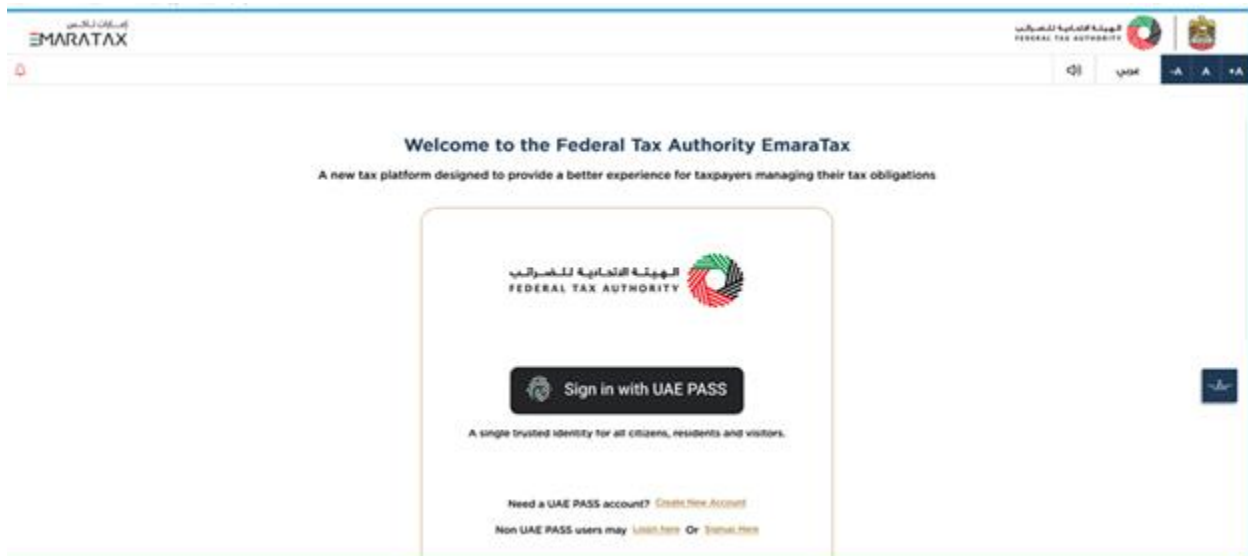 إمــارات تـاكـس
EMARATAX
الهيئة الاتحادية للضرائب
FEDERAL TAX AUTHORITY
عربي
-A A +A
Welcome to the Federal Tax Authority EmaraTax
A new tax platform designed to provide a better experience for taxpayers managing their tax obligations
الهيئة الاتحادية للضرائب
FEDERAL TAX AUTHORITY
Sign in with UAE PASS
A single trusted identity for all citizens, residents and visitors.
Need a UAE PASS account? Create New Account
Non UAE PASS users may Login here Or Signup Here